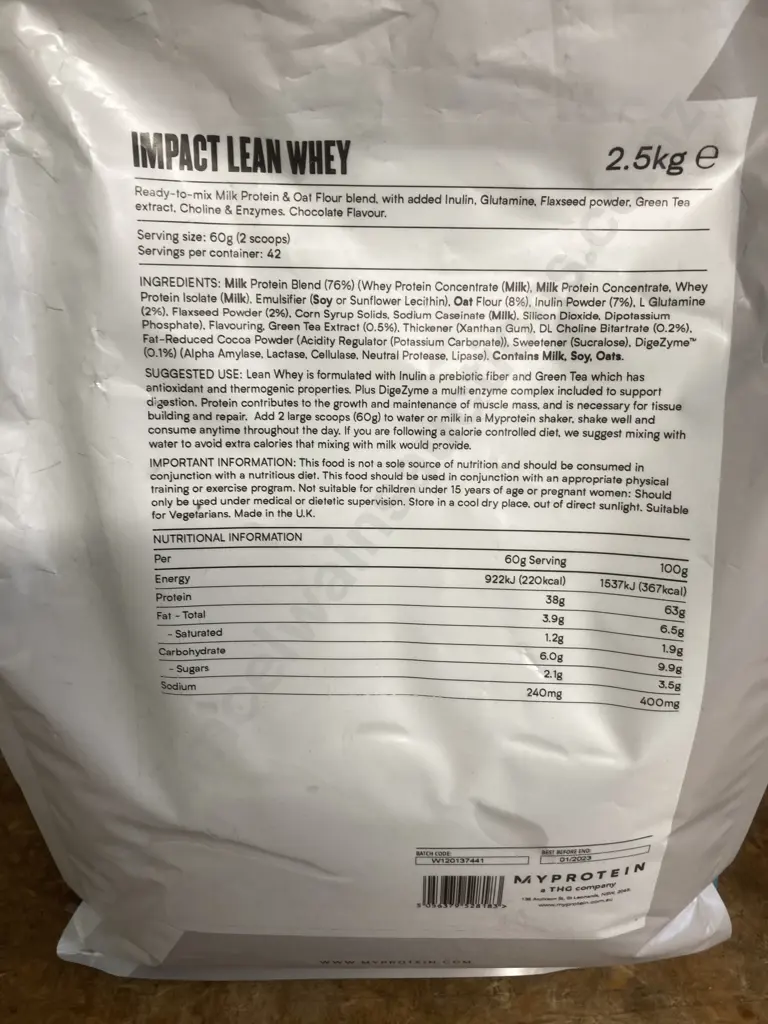 IMPACT LEAN WHEY
2.5kg ℮
Ready-to-mix Milk Protein & Oat Flour blend, with added Inulin, Glutamine, Flaxseed powder, Green Tea
extract, Choline & Enzymes. Chocolate Flavour.
Serving size: 60g (2 scoops)
Servings per container: 42
INGREDIENTS: Milk Protein Blend (76%) (Whey Protein Concentrate (Milk), Milk Protein Concentrate, Whey
Protein Isolate (Milk), Emulsifier (Soy or Sunflower Lecithin), Oat Flour (8%), Inulin Powder (7%), L Glutamine
(2%), Flaxseed Powder (2%), Corn Syrup Solids, Sodium Caseinate (Milk), Silicon Dioxide, Dipotassium
Phosphate), Flavouring, Green Tea Extract (0.5%), Thickener (Xanthan Gum), DL Choline Bitartrate (0.2%),
Fat-Reduced Cocoa Powder (Acidity Regulator (Potassium Carbonate)), Sweetener (Sucralose), DigeZyme™
(0.1%) (Alpha Amylase, Lactase, Cellulase, Neutral Protease, Lipase). Contains Milk, Soy, Oats.
SUGGESTED USE: Lean Whey is formulated with Inulin a prebiotic fiber and Green Tea which has
antioxidant and thermogenic properties. Plus DigeZyme a multi enzyme complex included to support
digestion. Protein contributes to the growth and maintenance of muscle mass, and is necessary for tissue
building and repair. Add 2 large scoops (60g) to water or milk in a Myprotein shaker, shake well and
consume anytime throughout the day. If you are following a calorie controlled diet, we suggest mixing with
water to avoid extra calories that mixing with milk would provide.
IMPORTANT INFORMATION: This food is not a sole source of nutrition and should be consumed in
conjunction with a nutritious diet. This food should be used in conjunction with an appropriate physical
training or exercise program. Not suitable for children under 15 years of age or pregnant women: Should
only be used under medical or dietetic supervision. Store in a cool dry place, out of direct sunlight. Suitable
for Vegetarians. Made in the U.K.
NUTRITIONAL INFORMATION
Per 60g Serving 100g
Energy 922kJ (220kcal) 1537kJ (367kcal)
Protein 38g 63g
Fat - Total 3.9g 6.5g
- Saturated 1.2g 1.9g
Carbohydrate 6.0g 9.9g
- Sugars 2.1g 3.5g
Sodium 240mg 400mg
BATCH CODE: BEST BEFORE END:
W120137441 01/2023
MYPROTEIN
a THG company
www.myprotein.com.au
WWW.MYPROTEIN.COM